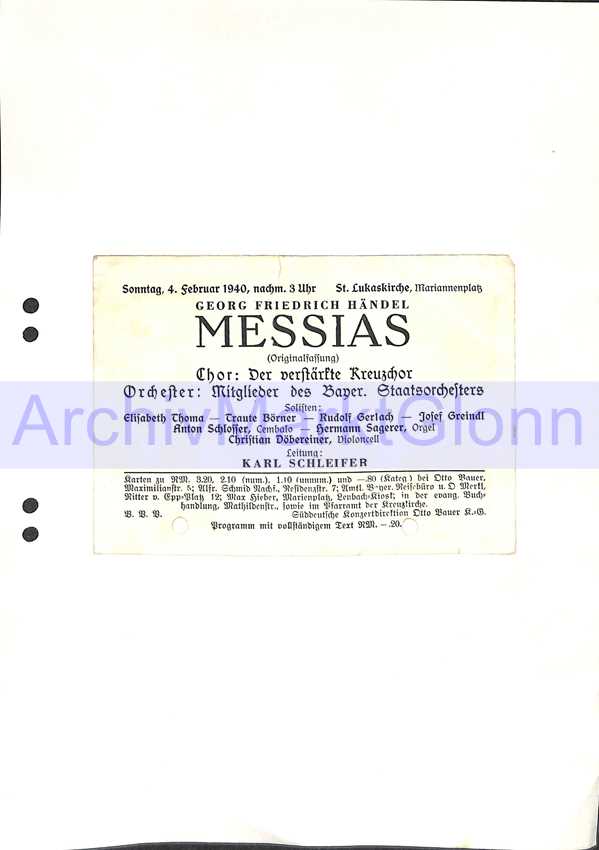 Sonntag, 4. Februar 1940, nachm. 3 Uhr St. Lukaskirche, Mariannenplatz
GEORG FRIEDRICH HÄNDEL
MESSIAS
(Originalfassung)
Chor: Der verstärkte Kreuzchor
Orchester: Mitglieder des Bayer. Staatsorchesters
Solisten:
Elisabeth Thoma — Traute Börner — Rudolf Gerlach — Josef Greindl
Anton Schlosser, Cembalo — Hermann Sagerer, Orgel
Christian Döbereiner, Violoncell
Leitung:
KARL SCHLEIFER
Karten zu RM. 3.20, 2.10 (num.), 1.10 (unnum.) und —.80 (Kateg.) bei Otto Bauer,
Maximilianstr. 5; Alfr. Schmid Nachf., Residenzstr. 7; Amtl. Bayer. Reisebüro u. O Merkl,
Ritter v. Epp-Platz 12; Max Hieber, Marienplatz, Lenbach-Kiosk; in der evang. Buch-
handlung, Mathildenstr., sowie im Pfarramt der Kreuzkirche.
B. B. B. Süddeutsche Konzertdirektion Otto Bauer K.-G.
Programm mit vollständigem Text RM. —.20.
ArchivMarktGlonn